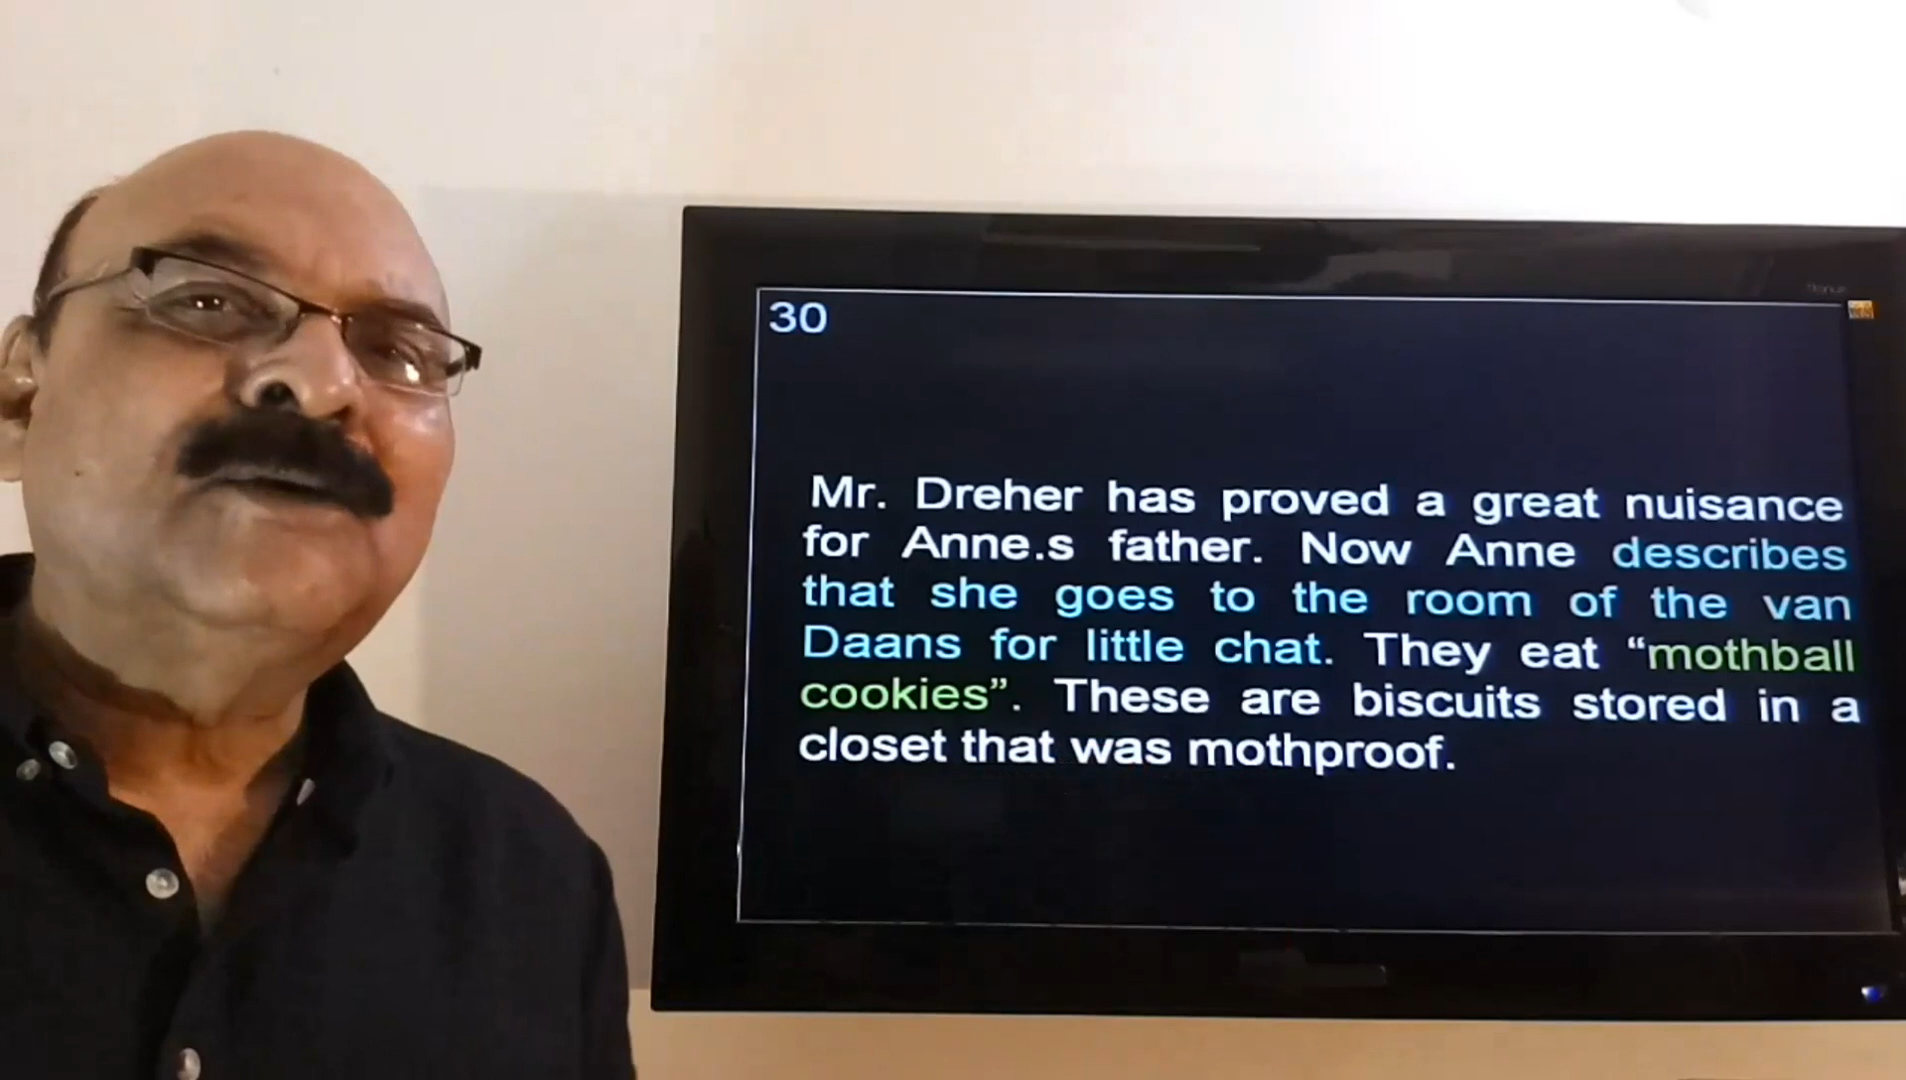 30
Mr. Dreher has proved a great nuisance
for Anne.s father. Now Anne describes
that she goes to the room of the van
Daans for little chat. They eat “mothball
cookies”. These are biscuits stored in a
closet that was mothproof.